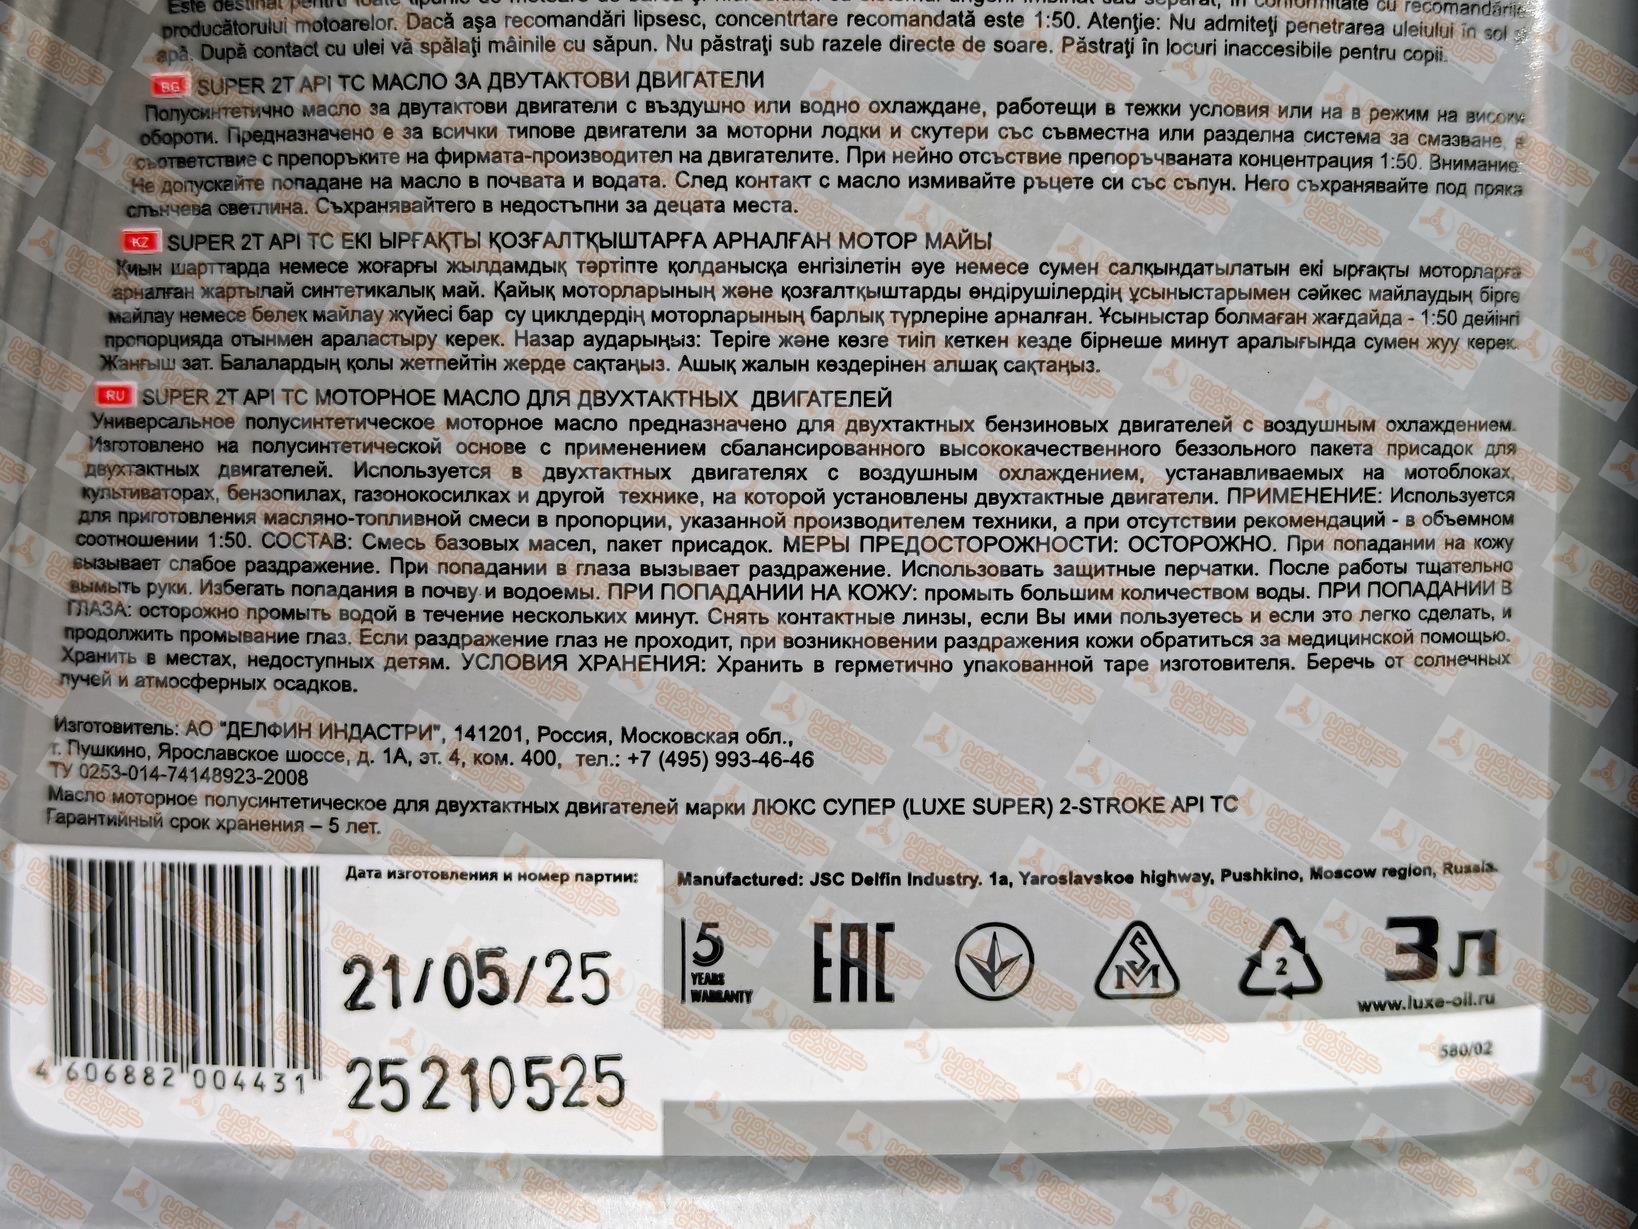 Este destinat pentru toate tipurile de motoare de barca şi
producătorului motoarelor. Dacă aşa recomandări lipsesc, concentrtare recomandată este 1:50. Atenţie: Nu admiteţi penetrarea uleiului în sol şi
apă. După contact cu ulei vă spălaţi mâinile cu săpun. Nu păstraţi sub razele directe de soare. Păstraţi în locuri inaccesibile pentru copii.
BG SUPER 2T API TC МАСЛО ЗА ДВУТАКТОВИ ДВИГАТЕЛИ
Полусинтетично масло за двутактови двигатели с въздушно или водно охлаждане, работещи в тежки условия или на в режим на високи
обороти. Предназначено е за всички типове двигатели за моторни лодки и скутери със съвместна или разделна система за смазване, в
съответствие с препоръките на фирмата-производител на двигателите. При нейно отсъствие препоръчваната концентрация 1:50. Внимание:
Не допускайте попадане на масло в почвата и водата. След контакт с масло измивайте ръцете си със съпун. Него съхранявайте под пряка
слънчева светлина. Съхранявайтего в недостъпни за децата места.
KZ SUPER 2T API TC ЕКІ ЫРҒАҚТЫ ҚОЗҒАЛТҚЫШТАРҒА АРНАЛҒАН МОТОР МАЙЫ
Қиын шарттарда немесе жоғарғы жылдамдық тәртіпте қолданысқа енгізілетін әуе немесе сумен салқындатылатын екі ырғақты моторларға
арналған жартылай синтетикалық май. Қайық моторларының және қозғалтқыштарды өндірушілердің ұсыныстарымен сәйкес майлаудың бірге
майлау немесе бөлек майлау жүйесі бар су циклдердің моторларының барлық түрлеріне арналған. Ұсыныстар болмаған жағдайда - 1:50 дейінгі
пропорцияда отынмен араластыру керек. Назар аударыңыз: Теріге және көзге тиіп кеткен кезде бірнеше минут аралығында сумен жуу керек.
Жанғыш зат. Балалардың қолы жетпейтін жерде сақтаңыз. Ашық жалын көздерінен алшақ сақтаңыз.
RU SUPER 2T API TC МОТОРНОЕ МАСЛО ДЛЯ ДВУХТАКТНЫХ ДВИГАТЕЛЕЙ
Универсальное полусинтетическое моторное масло предназначено для двухтактных бензиновых двигателей с воздушным охлаждением.
Изготовлено на полусинтетической основе с применением сбалансированного высококачественного беззольного пакета присадок для
двухтактных двигателей. Используется в двухтактных двигателях с воздушным охлаждением, устанавливаемых на мотоблоках,
культиваторах, бензопилах, газонокосилках и другой технике, на которой установлены двухтактные двигатели. ПРИМЕНЕНИЕ: Используется
для приготовления масляно-топливной смеси в пропорции, указанной производителем техники, а при отсутствии рекомендаций - в объемном
соотношении 1:50. СОСТАВ: Смесь базовых масел, пакет присадок. МЕРЫ ПРЕДОСТОРОЖНОСТИ: ОСТОРОЖНО. При попадании на кожу
вызывает слабое раздражение. При попадании в глаза вызывает раздражение. Использовать защитные перчатки. После работы тщательно
вымыть руки. Избегать попадания в почву и водоемы. ПРИ ПОПАДАНИИ НА КОЖУ: промыть большим количеством воды. ПРИ ПОПАДАНИИ В
ГЛАЗА: осторожно промыть водой в течение нескольких минут. Снять контактные линзы, если Вы ими пользуетесь и если это легко сделать, и
продолжить промывание глаз. Если раздражение глаз не проходит, при возникновении раздражения кожи обратиться за медицинской помощью.
Хранить в местах, недоступных детям. УСЛОВИЯ ХРАНЕНИЯ: Хранить в герметично упакованной таре изготовителя. Беречь от солнечных
лучей и атмосферных осадков.
Изготовитель: АО "ДЕЛФИН ИНДАСТРИ", 141201, Россия, Московская обл.,
г. Пушкино, Ярославское шоссе, д. 1А, эт. 4, ком. 400, тел.: +7 (495) 993-46-46
ТУ 0253-014-74148923-2008
Масло моторное полусинтетическое для двухтактных двигателей марки ЛЮКС СУПЕР (LUXE SUPER) 2-STROKE API TC
Гарантийный срок хранения – 5 лет.
Дата изготовления и номер партии:
21/05/25
25210525
4 606882 004431
Manufactured: JSC Delfin Industry. 1a, Yaroslavskoe highway, Pushkino, Moscow region, Russia.
5
YEARS
WARRANTY
EAC
SM
2
3 л
www.luxe-oil.ru
580/02